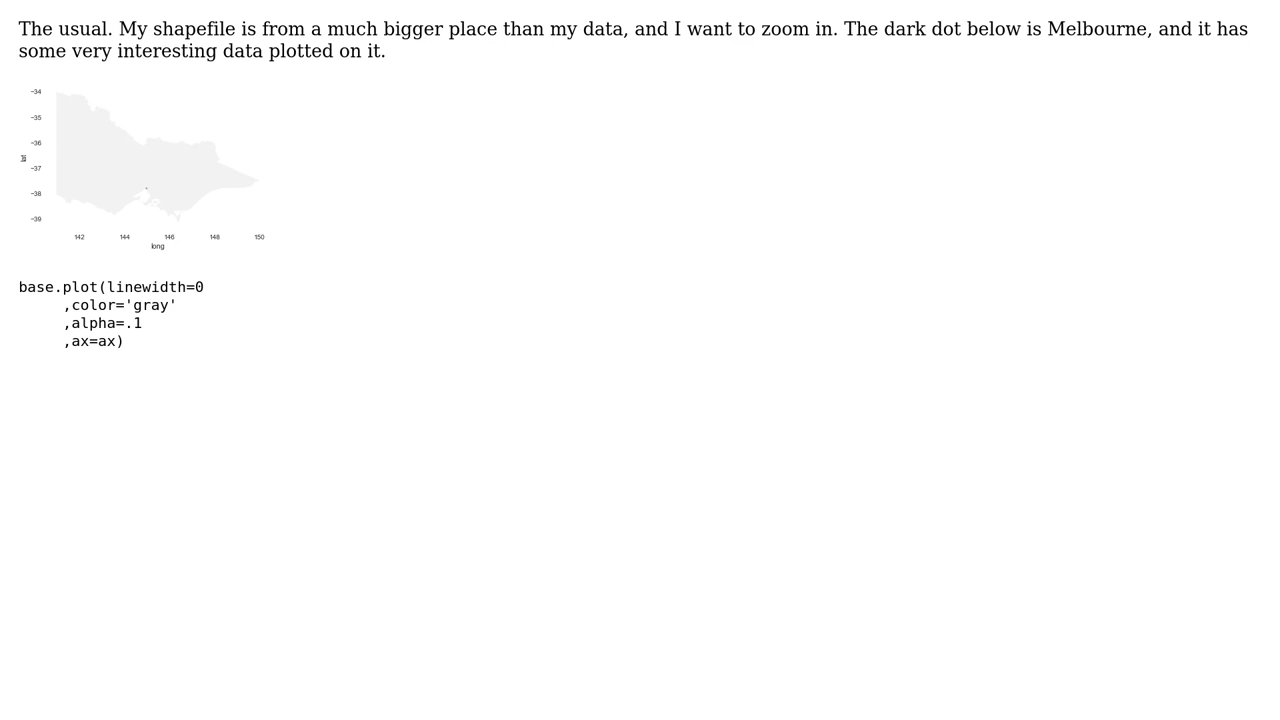 The usual. My shapefile is from a much bigger place than my data, and I want to zoom in. The dark dot below is Melbourne, and it has
some very interesting data plotted on it.
−34
−35
−36
lat
−37
−38
−39
142 144 146 148 150
long
base.plot(linewidth=0
,color='gray'
,alpha=.1
,ax=ax)